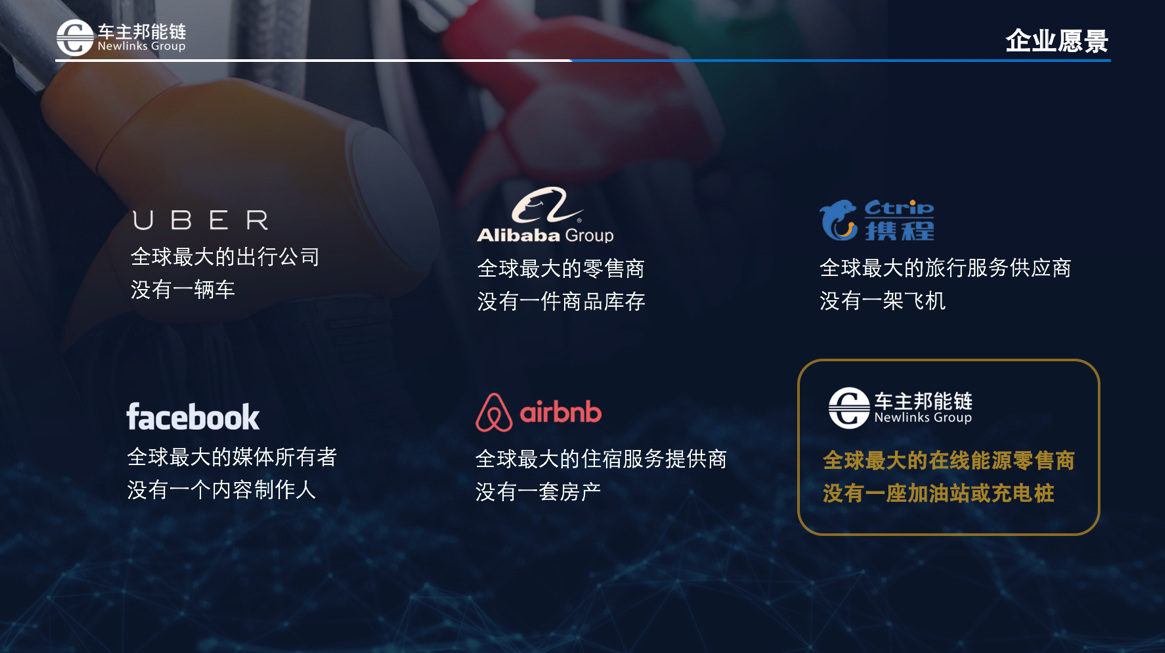 车主邦能链
Newlinks Group
企业愿景
UBER
全球最大的出行公司
没有一辆车
Alibaba Group
全球最大的零售商
没有一件商品库存
Ctrip
携程
全球最大的旅行服务供应商
没有一架飞机
facebook
全球最大的媒体所有者
没有一个内容制作人
airbnb
全球最大的住宿服务提供商
没有一套房产
车主邦能链
Newlinks Group
全球最大的在线能源零售商
没有一座加油站或充电桩